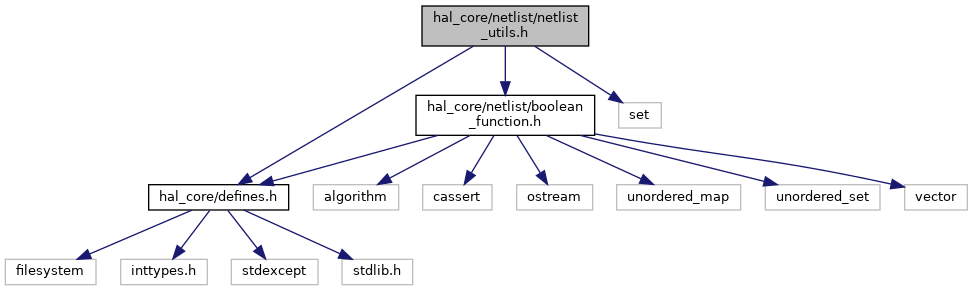 hal_core/netlist/netlist
_utils.h
hal_core/netlist/boolean
_function.h
set
hal_core/defines.h
algorithm
cassert
ostream
unordered_map
unordered_set
vector
filesystem
inttypes.h
stdexcept
stdlib.h